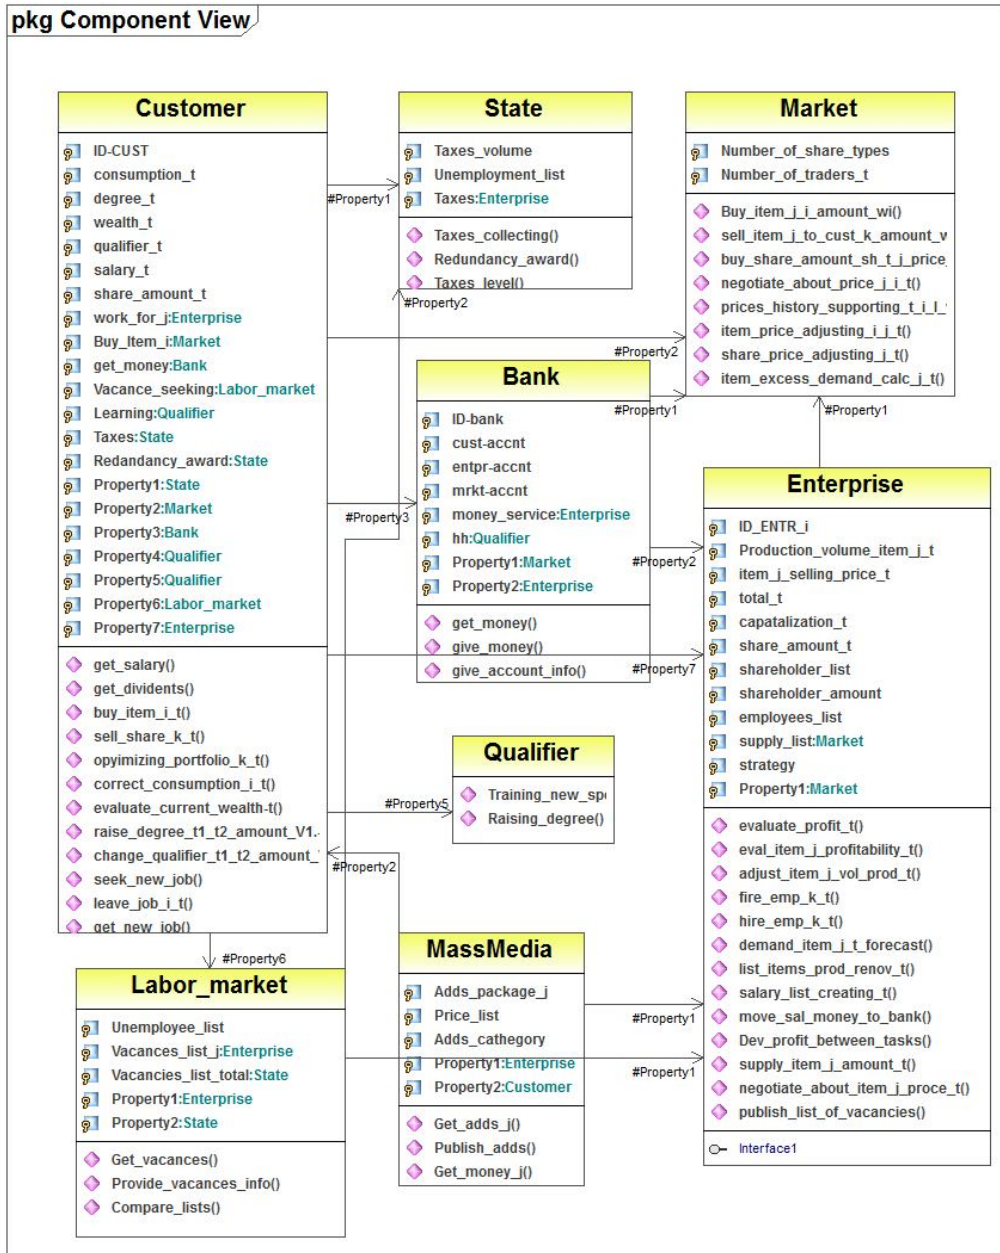 pkg Component View
Customer
ID-CUST
consumption_t
degree_t
wealth_t
qualifier_t
salary_t
share_amount_t
work_for_j:Enterprise
Buy_Item_i:Market
get_money:Bank
Vacance_seeking:Labor_market
Learning:Qualifier
Taxes:State
Redandancy_award:State
Property1:State
Property2:Market
Property3:Bank
Property4:Qualifier
Property5:Qualifier
Property6:Labor_market
Property7:Enterprise
get_salary()
get_dividents()
buy_item_i_t()
sell_share_k_t()
opyimizing_portfolio_k_t()
correct_consumption_i_t()
evaluate_current_wealth-t()
raise_degree_t1_t2_amount_V1.
change_qualifier_t1_t2_amount_
seek_new_job()
leave_job_i_t()
get_new_job()
#Property1
State
Taxes_volume
Unemployment_list
Taxes:Enterprise
Taxes_collecting()
Redundancy_award()
Taxes_level()
#Property2
Market
Number_of_share_types
Number_of_traders_t
Buy_item_j_i_amount_wi()
sell_item_j_to_cust_k_amount_w
buy_share_amount_sh_t_j_price_
negotiate_about_price_j_i_t()
prices_history_supporting_t_i_l_
item_price_adjusting_i_j_t()
share_price_adjusting_j_t()
item_excess_demand_calc_j_t()
#Property2
#Property1
#Property1
Bank
ID-bank
cust-accnt
entpr-accnt
mrkt-accnt
money_service:Enterprise
hh:Qualifier
Property1:Market
Property2:Enterprise
get_money()
give_money()
give_account_info()
#Property3
#Property2
#Property7
Enterprise
ID_ENTR_i
Production_volume_item_j_t
item_j_selling_price_t
total_t
capatalization_t
share_amount_t
shareholder_list
shareholder_amount
employees_list
supply_list:Market
strategy
Property1:Market
evaluate_profit_t()
eval_item_j_profitability_t()
adjust_item_j_vol_prod_t()
fire_emp_k_t()
hire_emp_k_t()
demand_item_j_t_forecast()
list_items_prod_renov_t()
salary_list_creating_t()
move_sal_money_to_bank()
Dev_profit_between_tasks()
supply_item_j_amount_t()
negotiate_about_item_j_proce_t()
publish_list_of_vacancies()
Interface1
Qualifier
Training_new_sp
Raising_degree()
#Property5
#Property2
#Property6
Labor_market
Unemployee_list
Vacances_list_j:Enterprise
Vacancies_list_total:State
Property1:Enterprise
Property2:State
Get_vacances()
Provide_vacances_info()
Compare_lists()
MassMedia
Adds_package_j
Price_list
Adds_cathegory
Property1:Enterprise
Property2:Customer
Get_adds_j()
Publish_adds()
Get_money_j()
#Property1
#Property1